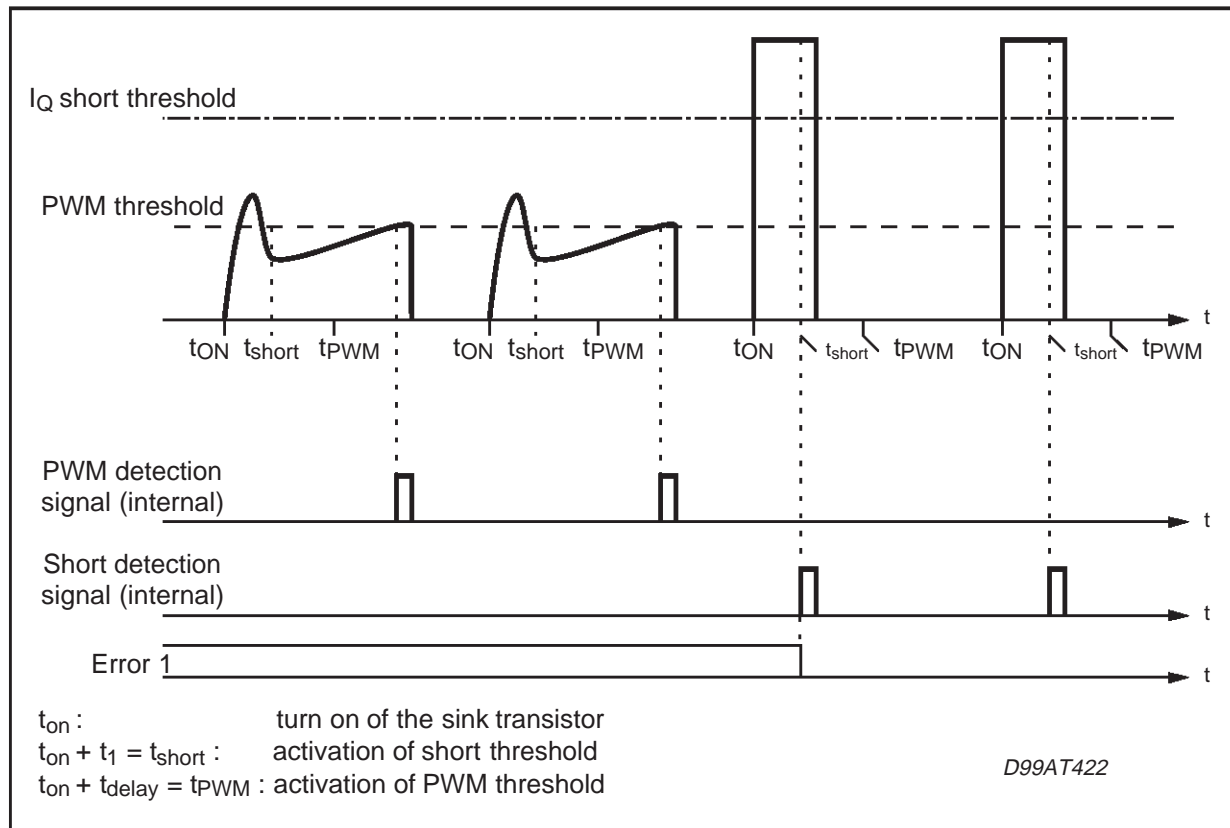 IQ short threshold
PWM threshold
t
tON tshort tPWM tON tshort tPWM tON tshort tPWM tON tshort tPWM
PWM detection
signal (internal)
t
Short detection
signal (internal)
t
Error 1
t
ton : turn on of the sink transistor
ton + t1 = tshort : activation of short threshold
ton + tdelay = tPWM : activation of PWM threshold
D99AT422